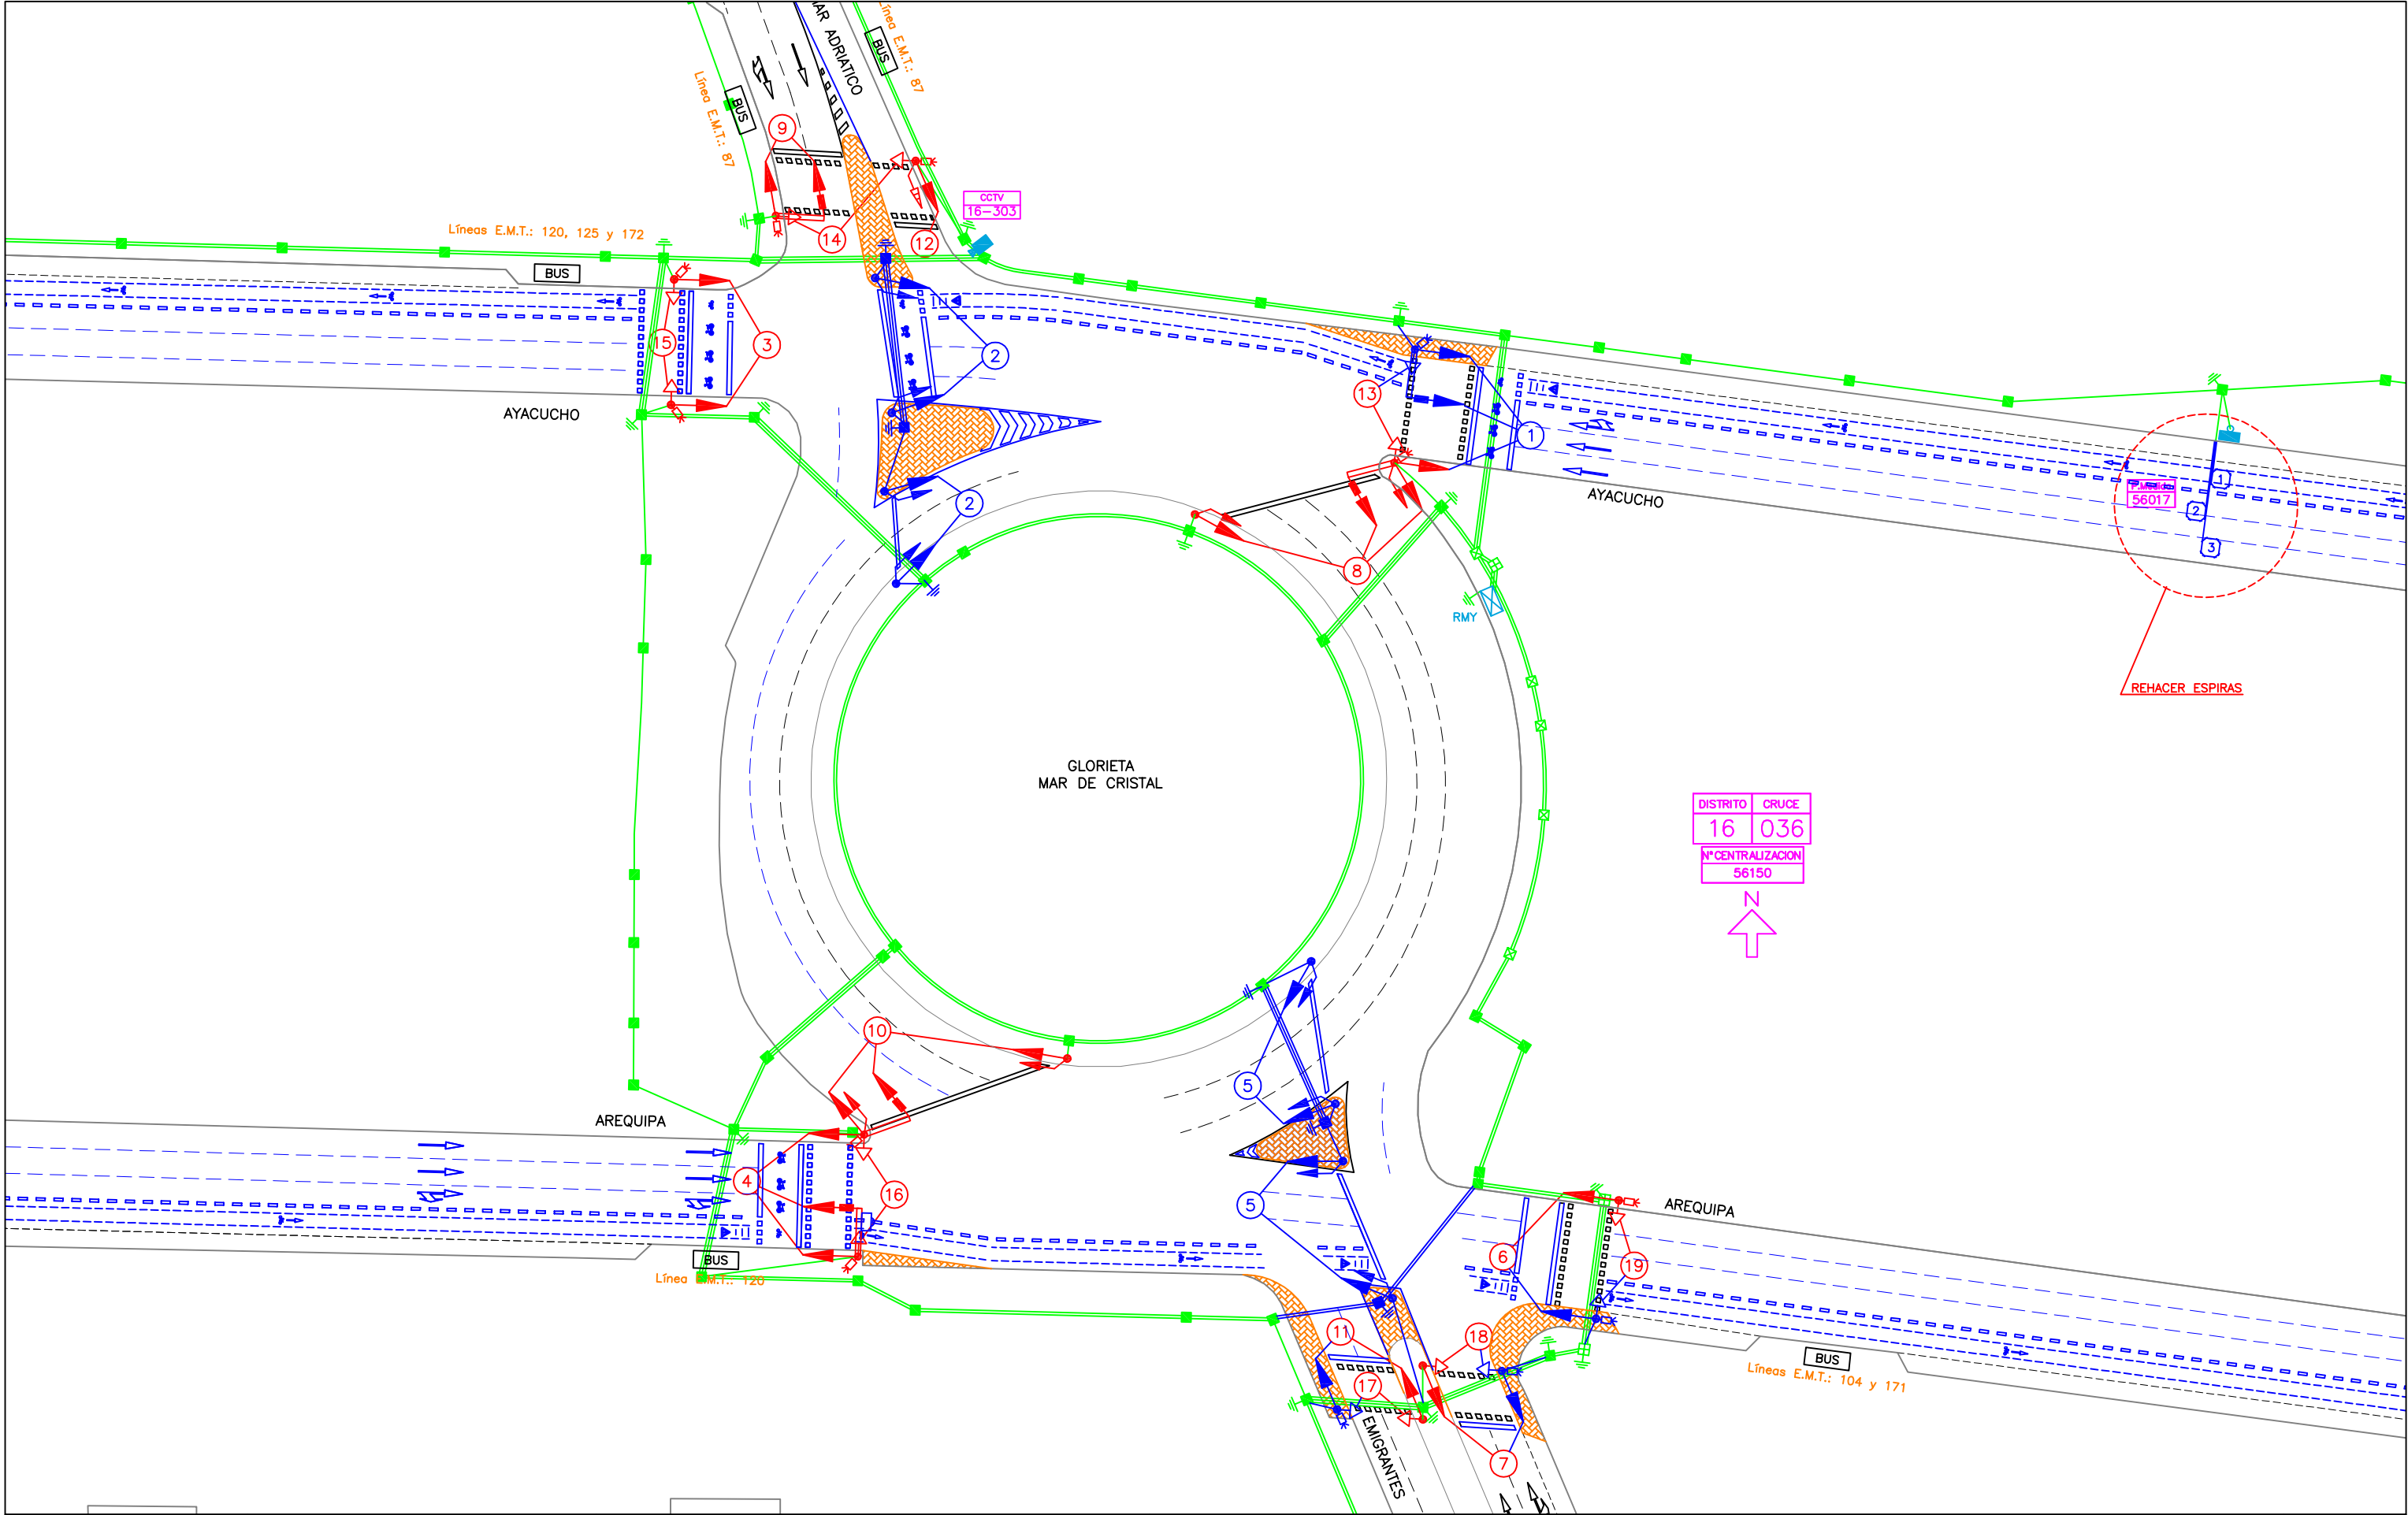 MAR ADRIATICO
BUS
Línea E.M.T.: 87
BUS
Línea E.M.T.: 87
9
CCTV
16-303
14
12
Líneas E.M.T.: 120, 125 y 172
BUS
15
3
2
13
1
AYACUCHO
AYACUCHO
2
8
RMY
P.Medida
56017
1
2
3
REHACER ESPIRAS
GLORIETA
MAR DE CRISTAL
DISTRITO
CRUCE
16
036
N°CENTRALIZACION
56150
N
10
5
AREQUIPA
4
16
5
AREQUIPA
6
19
BUS
Línea E.M.T.: 120
11
18
17
BUS
Líneas E.M.T.: 104 y 171
EMIGRANTES
7